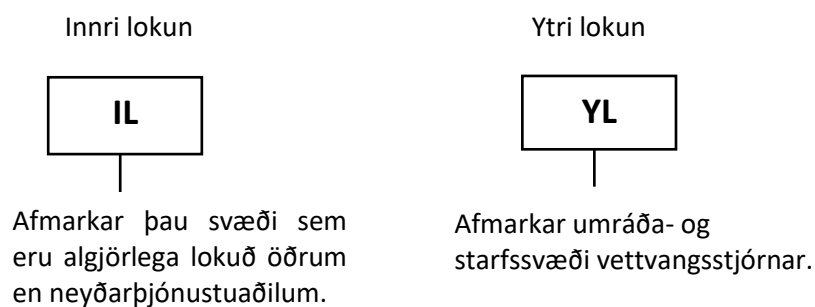 Innri lokun
IL
Afmarkar þau svæði sem
eru algjörlega lokuð öðrum
en neyðarþjónustuaðilum.
Ytri lokun
YL
Afmarkar umráða- og
starfssvæði vettvangsstjórnar.